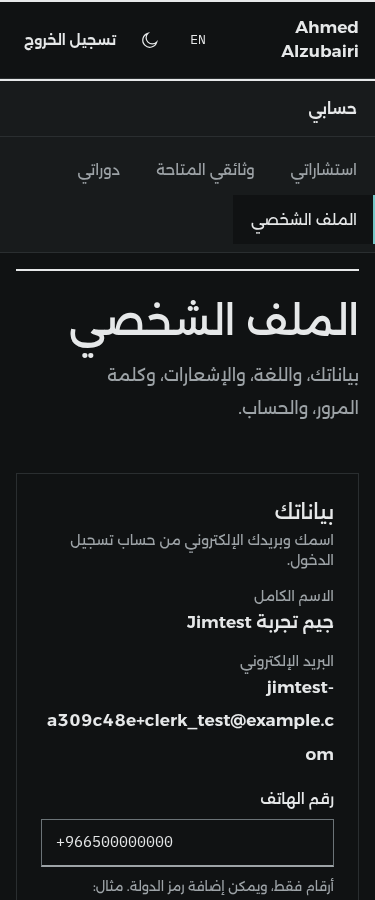 Ahmed
Alzubairi
EN
تسجيل الخروج
حسابي
استشاراتي
وثائقي المتاحة
دوراتي
الملف الشخصي
الملف الشخصي
بياناتك، واللغة، والإشعارات، وكلمة
المرور، والحساب.
بياناتك
اسمك وبريدك الإلكتروني من حساب تسجيل
الدخول.
الاسم الكامل
جيم تجربة Jimtest
البريد الإلكتروني
jimtest-
a309c48e+clerk_test@example.c
om
رقم الهاتف
+966500000000
أرقام فقط، ويمكن إضافة رمز الدولة. مثال: